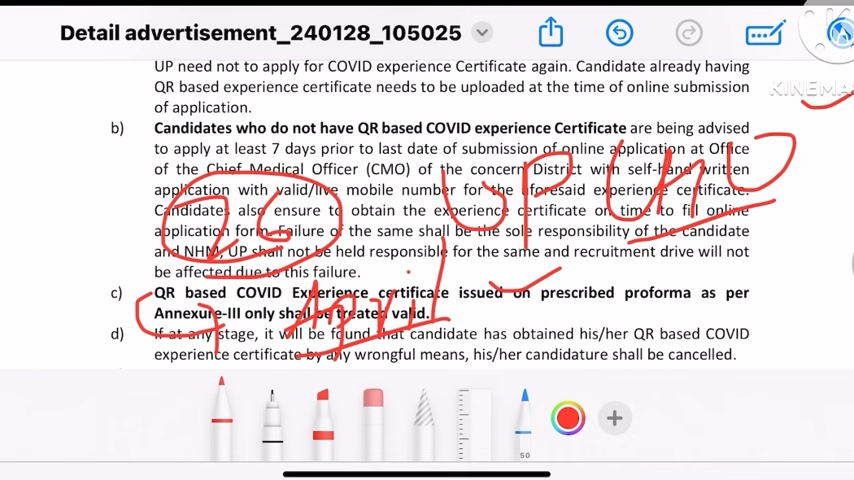 Detail advertisement_240128_105025
KINEMA
UP need not to apply for COVID experience Certificate again. Candidate already having
QR based experience certificate needs to be uploaded at the time of online submission
of application.
b) Candidates who do not have QR based COVID experience Certificate are being advised
to apply at least 7 days prior to last date of submission of online application at Office
of the Chief Medical Officer (CMO) of the concern District with self-hand written
application with valid/live mobile number for the aforesaid experience certificate.
Candidates also ensure to obtain the experience certificate on time to fill online
application form. Failure of the same shall be the sole responsibility of the candidate
and NHM, UP shall not be held responsible for the same and recruitment drive will not
be affected due to this failure.
UP CHO
26
April
c) QR based COVID Experience certificate issued on prescribed proforma as per
Annexure-III only shall be treated valid.
d) If at any stage, it will be found that candidate has obtained his/her QR based COVID
experience certificate by any wrongful means, his/her candidature shall be cancelled.
50